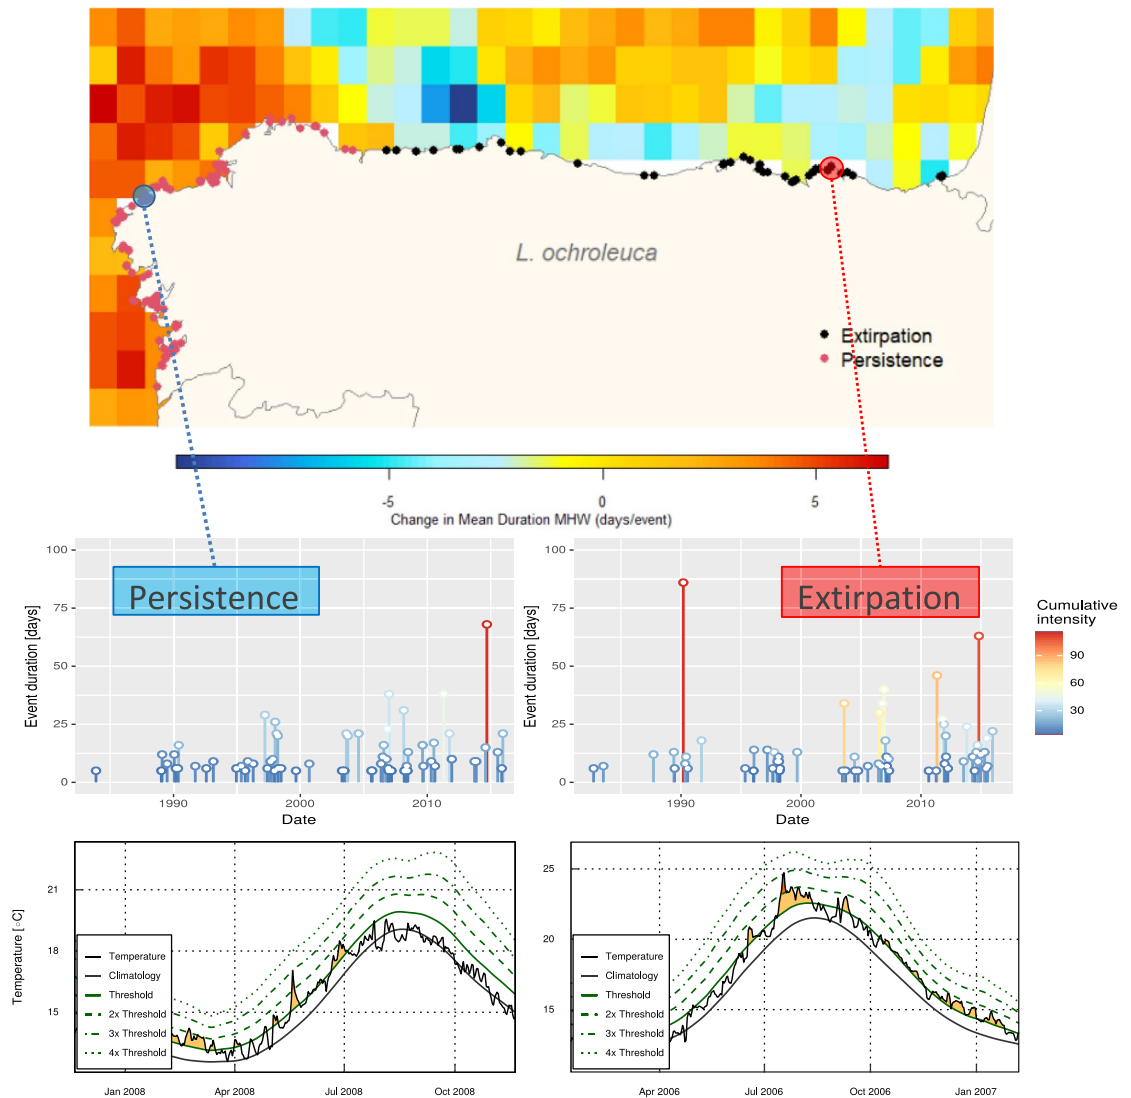 L. ochroleuca
Extirpation
Persistence
-5 0 5
Change in Mean Duration MHW (days/event)
Persistence
Event duration [days]
100
75
50
25
0
1990 2000 2010
Date
Extirpation
Event duration [days]
100
75
50
25
0
1990 2000 2010
Date
Cumulative
intensity
90
60
30
Temperature [◦C]
21
18
15
Temperature
Climatology
Threshold
2x Threshold
3x Threshold
4x Threshold
Jan 2008 Apr 2008 Jul 2008 Oct 2008
25
20
15
Temperature
Climatology
Threshold
2x Threshold
3x Threshold
4x Threshold
Apr 2006 Jul 2006 Oct 2006 Jan 2007